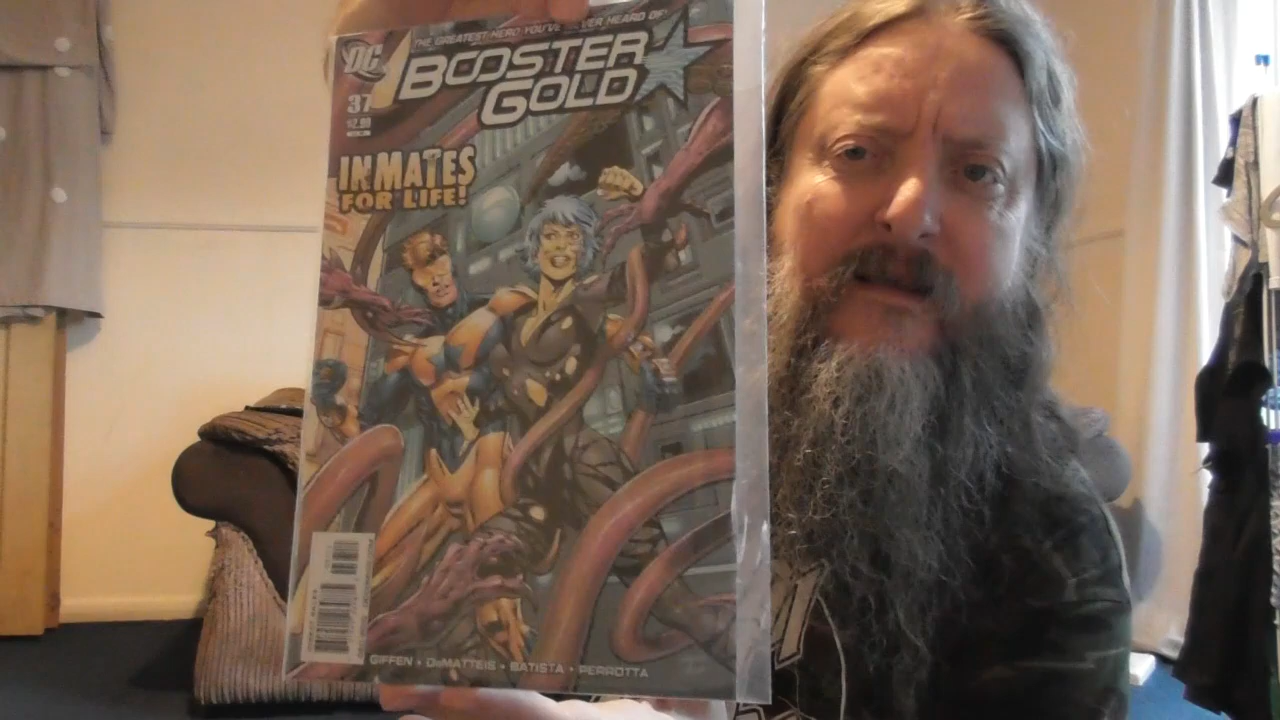 THE GREATEST HERO YOU'VE NEVER HEARD OF!
DC
BOOSTER
GOLD
37
$2.99
INMATES
FOR LIFE!
GIFFEN • DeMATTEIS • BATISTA • PERROTTA